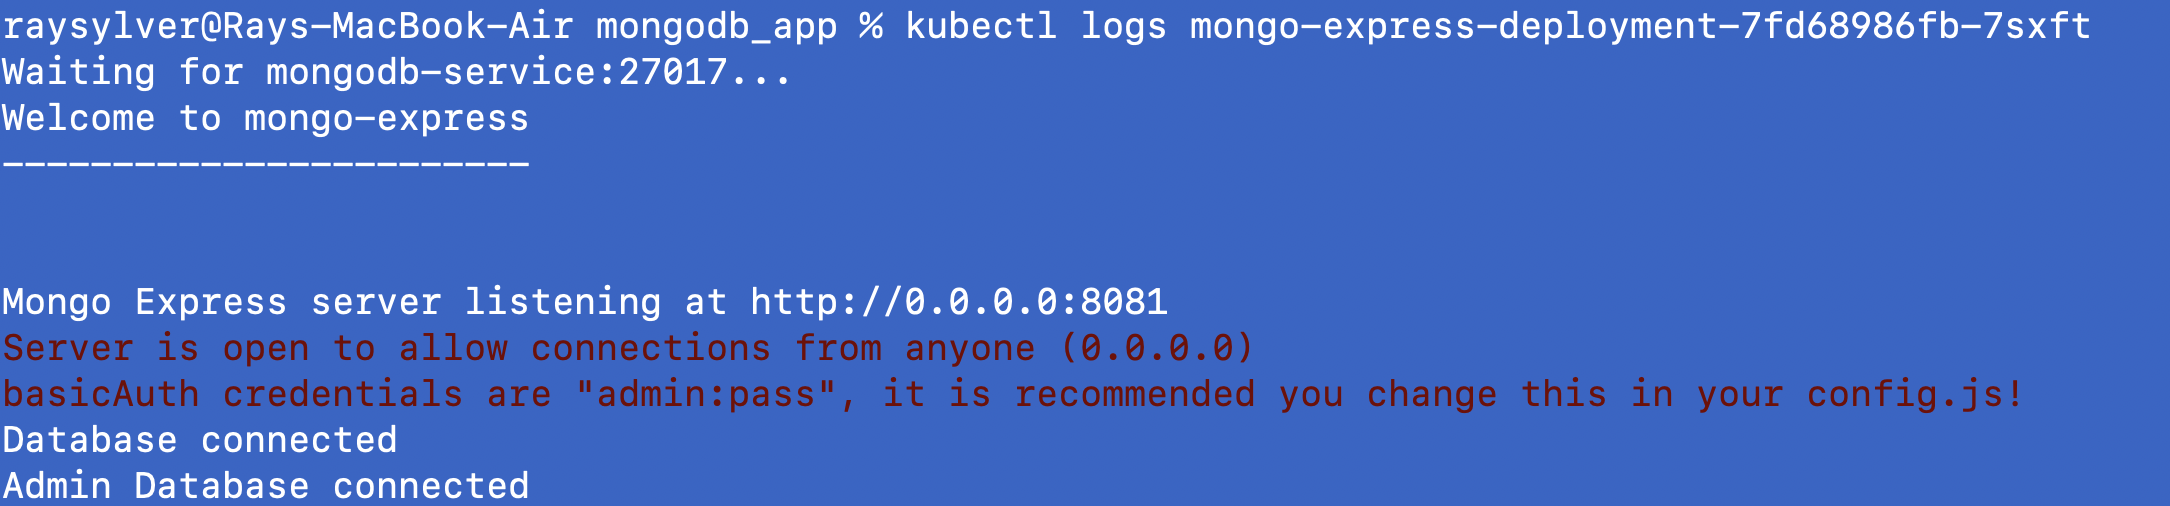 raysylver@Rays-MacBook-Air mongodb_app % kubectl logs mongo-express-deployment-7fd68986fb-7sxft
Waiting for mongodb-service:27017...
Welcome to mongo-express
------------------------
Mongo Express server listening at http://0.0.0.0:8081
Server is open to allow connections from anyone (0.0.0.0)
basicAuth credentials are "admin:pass", it is recommended you change this in your config.js!
Database connected
Admin Database connected